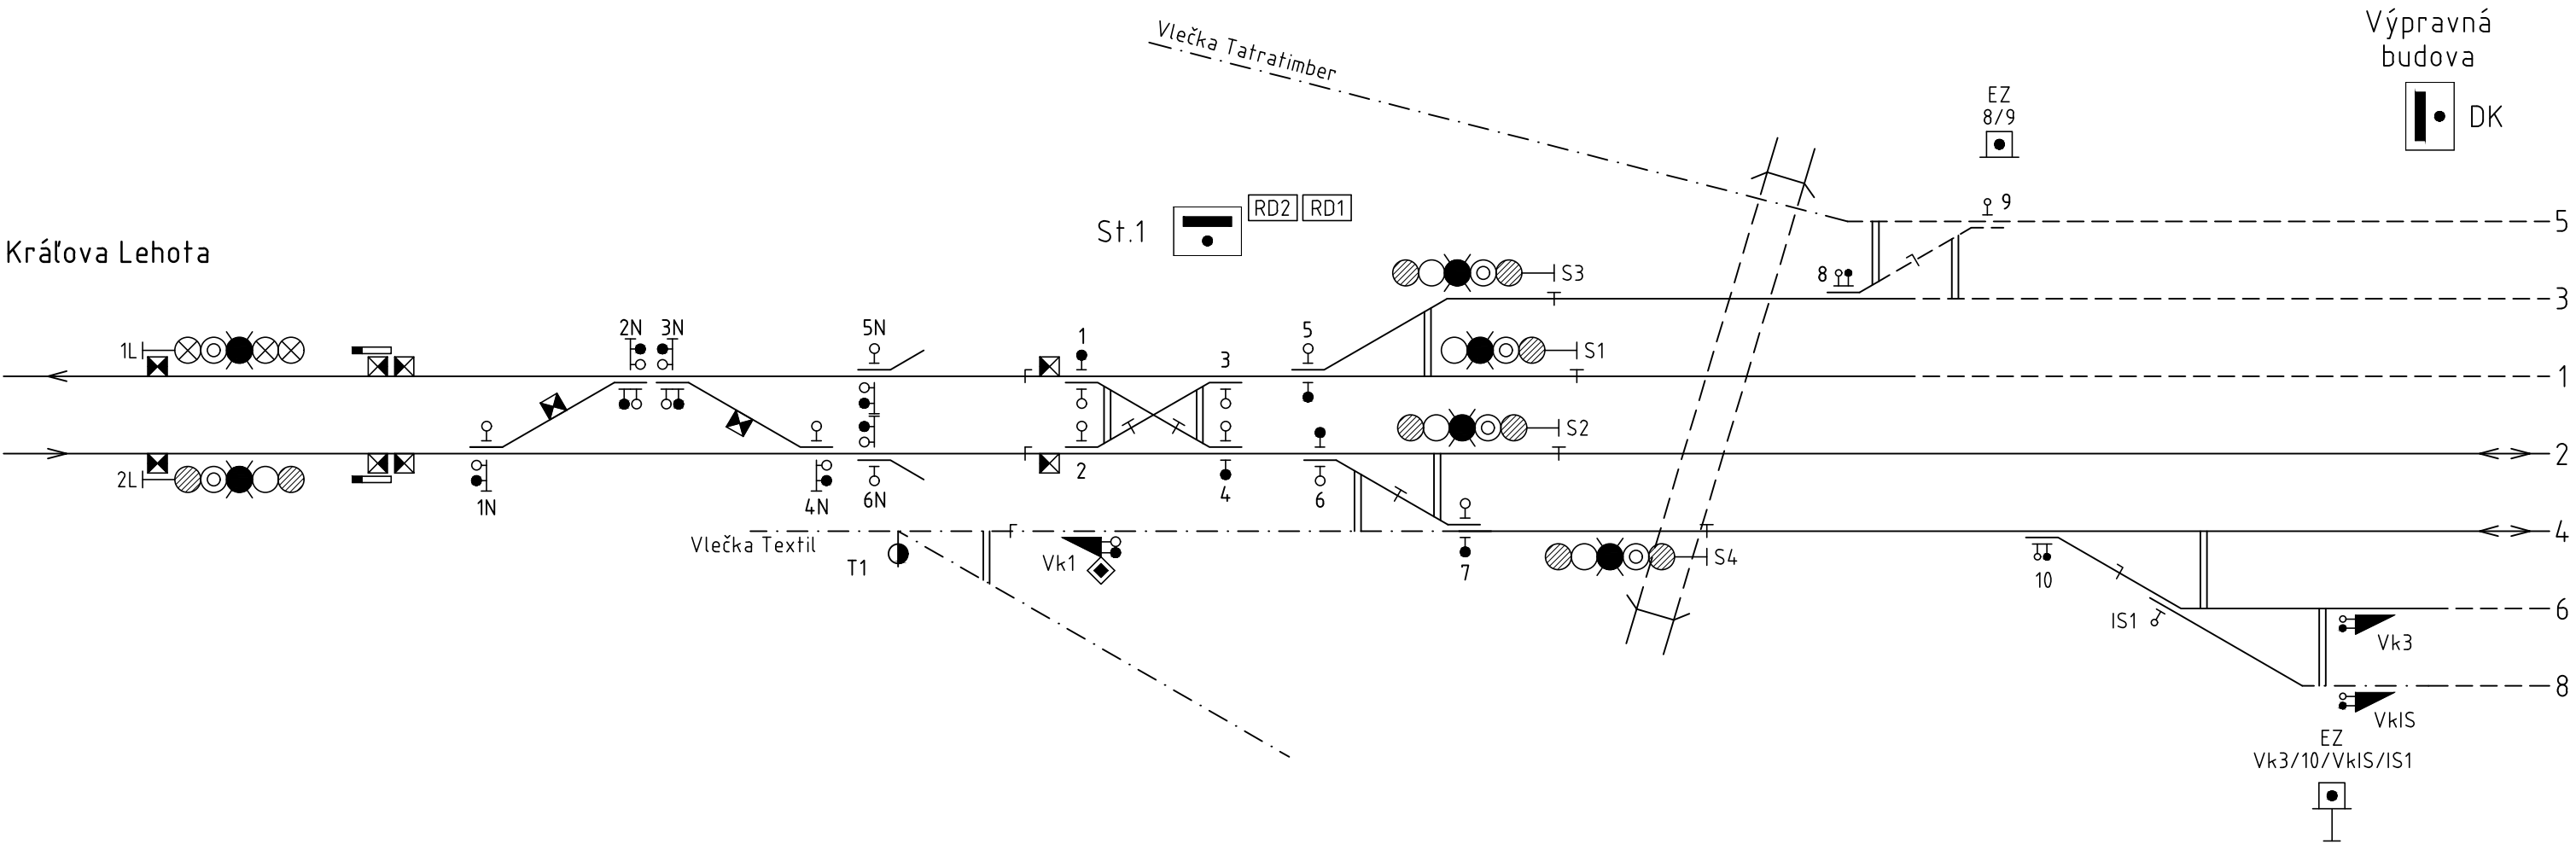 Výpravná
budova
DK
Vlečka Tatratimber
EZ
8/9
9
5
St.1
RD2
RD1
Kráľova Lehota
8
S3
3
1L
2N
3N
5N
1
3
5
S1
1
S2
2L
1N
4N
6N
2
4
6
2
Vlečka Textil
T1
Vk1
7
S4
4
10
IS1
6
Vk3
8
VkIS
EZ
Vk3/10/VkIS/IS1